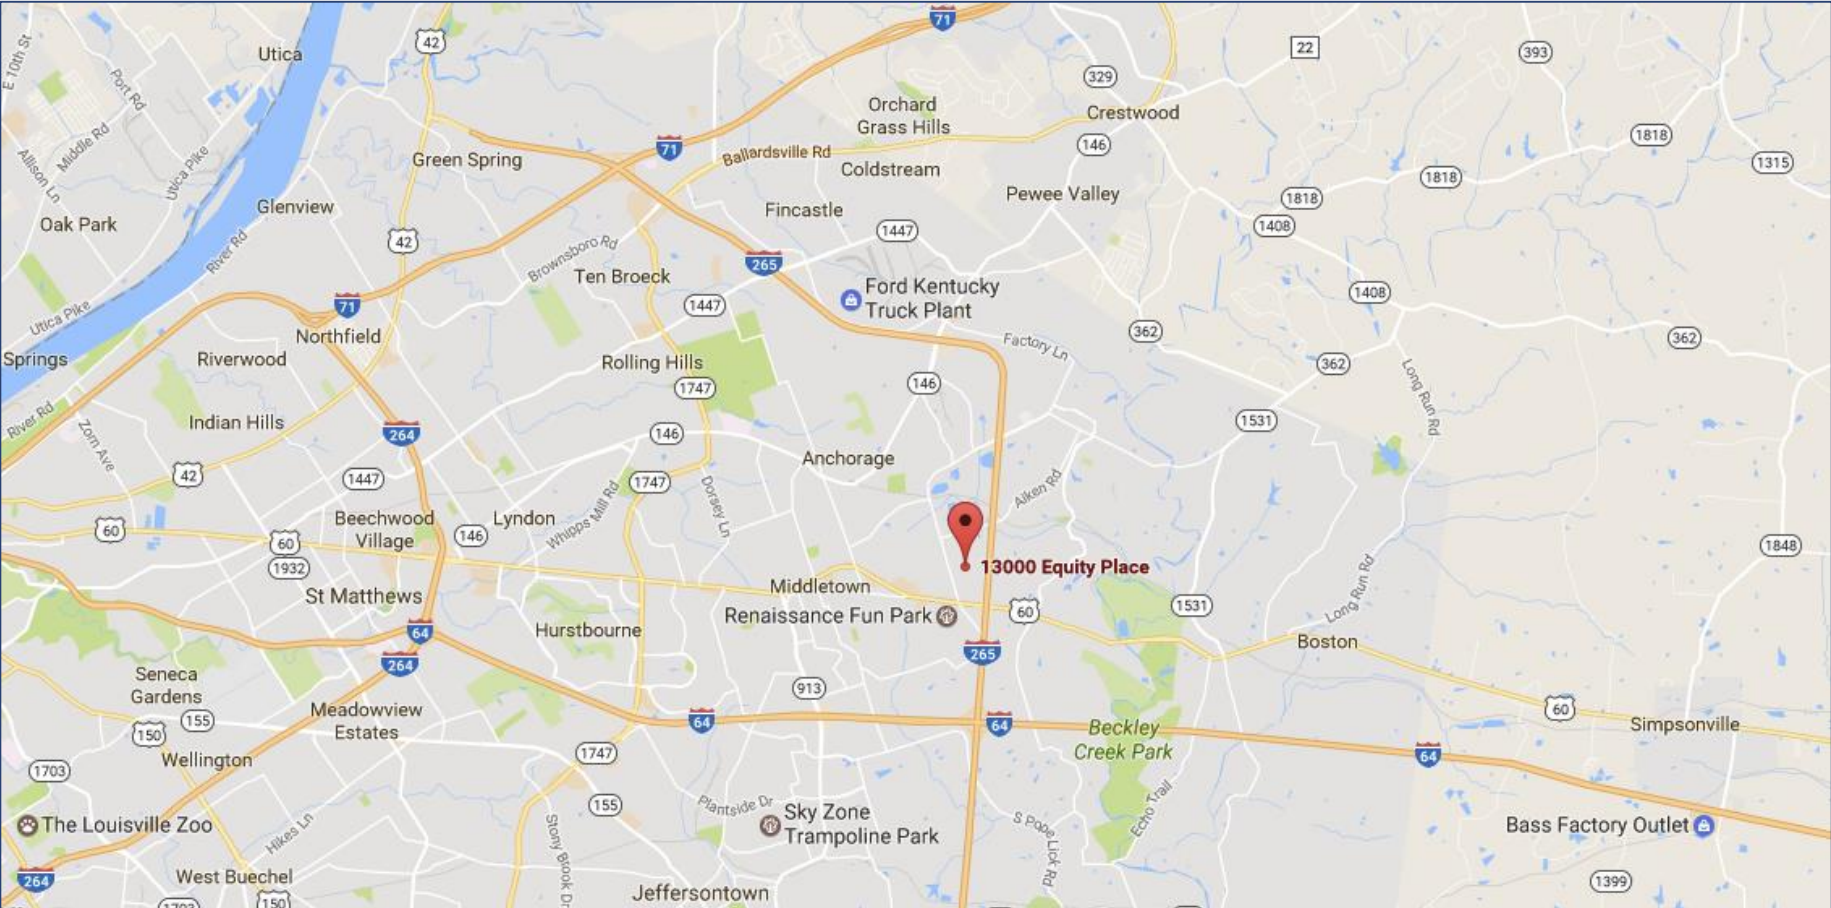 71
42
Utica
22
393
E 10th St
Port Rd
329
Orchard
Grass Hills
Crestwood
Middle Rd
71
146
1818
Ballardsville Rd
Green Spring
Utica Pike
Coldstream
1315
Allison Ln
1818
Pewee Valley
1818
Glenview
Fincastle
Oak Park
1408
1447
42
River Rd
Brownsboro Rd
265
Ten Broeck
Ford Kentucky
Truck Plant
1408
71
1447
Utica Pike
362
Northfield
362
Factory Ln
Springs
Riverwood
Rolling Hills
362
146
1747
Long Run Rd
River Rd
Indian Hills
1531
264
146
Zorn Ave
Anchorage
42
1447
1747
Aiken Rd
Dorsey Ln
Whipps Mill Rd
Beechwood
Village
Lyndon
60
60
146
1848
1932
13000 Equity Place
Middletown
St Matthews
1531
Long Run Rd
60
Renaissance Fun Park
Hurstbourne
64
Boston
265
264
Seneca
Gardens
913
60
Meadowview
Estates
155
64
64
Simpsonville
Beckley
Creek Park
150
1747
64
Wellington
1703
155
Plantside Dr
Echo Trail
Sky Zone
Trampoline Park
The Louisville Zoo
Hikes Ln
S Pope Lick Rd
Bass Factory Outlet
Stony Brook Dr
264
West Buechel
1399
Jeffersontown
150
1703